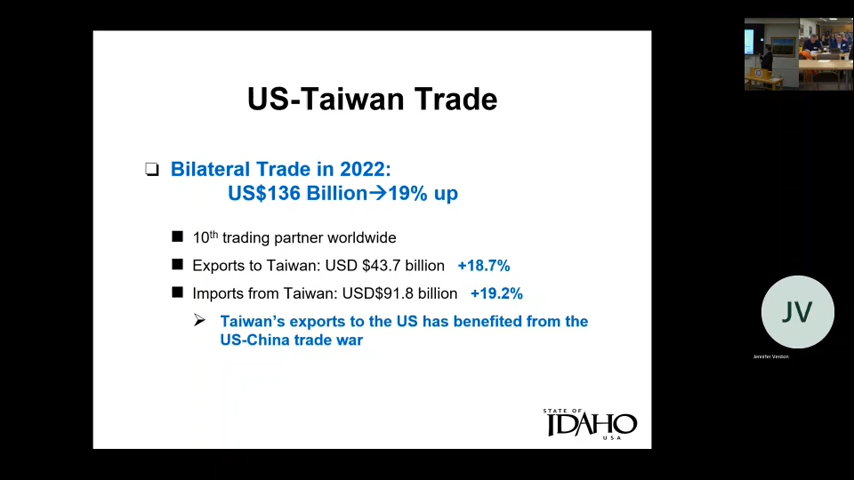 US-Taiwan Trade
❏ Bilateral Trade in 2022:
US$136 Billion→19% up
■ 10th trading partner worldwide
■ Exports to Taiwan: USD $43.7 billion +18.7%
■ Imports from Taiwan: USD$91.8 billion +19.2%
➢ Taiwan's exports to the US has benefited from the
US-China trade war
JV
Jennifer Verdon
STATE OF
IDAHO
USA